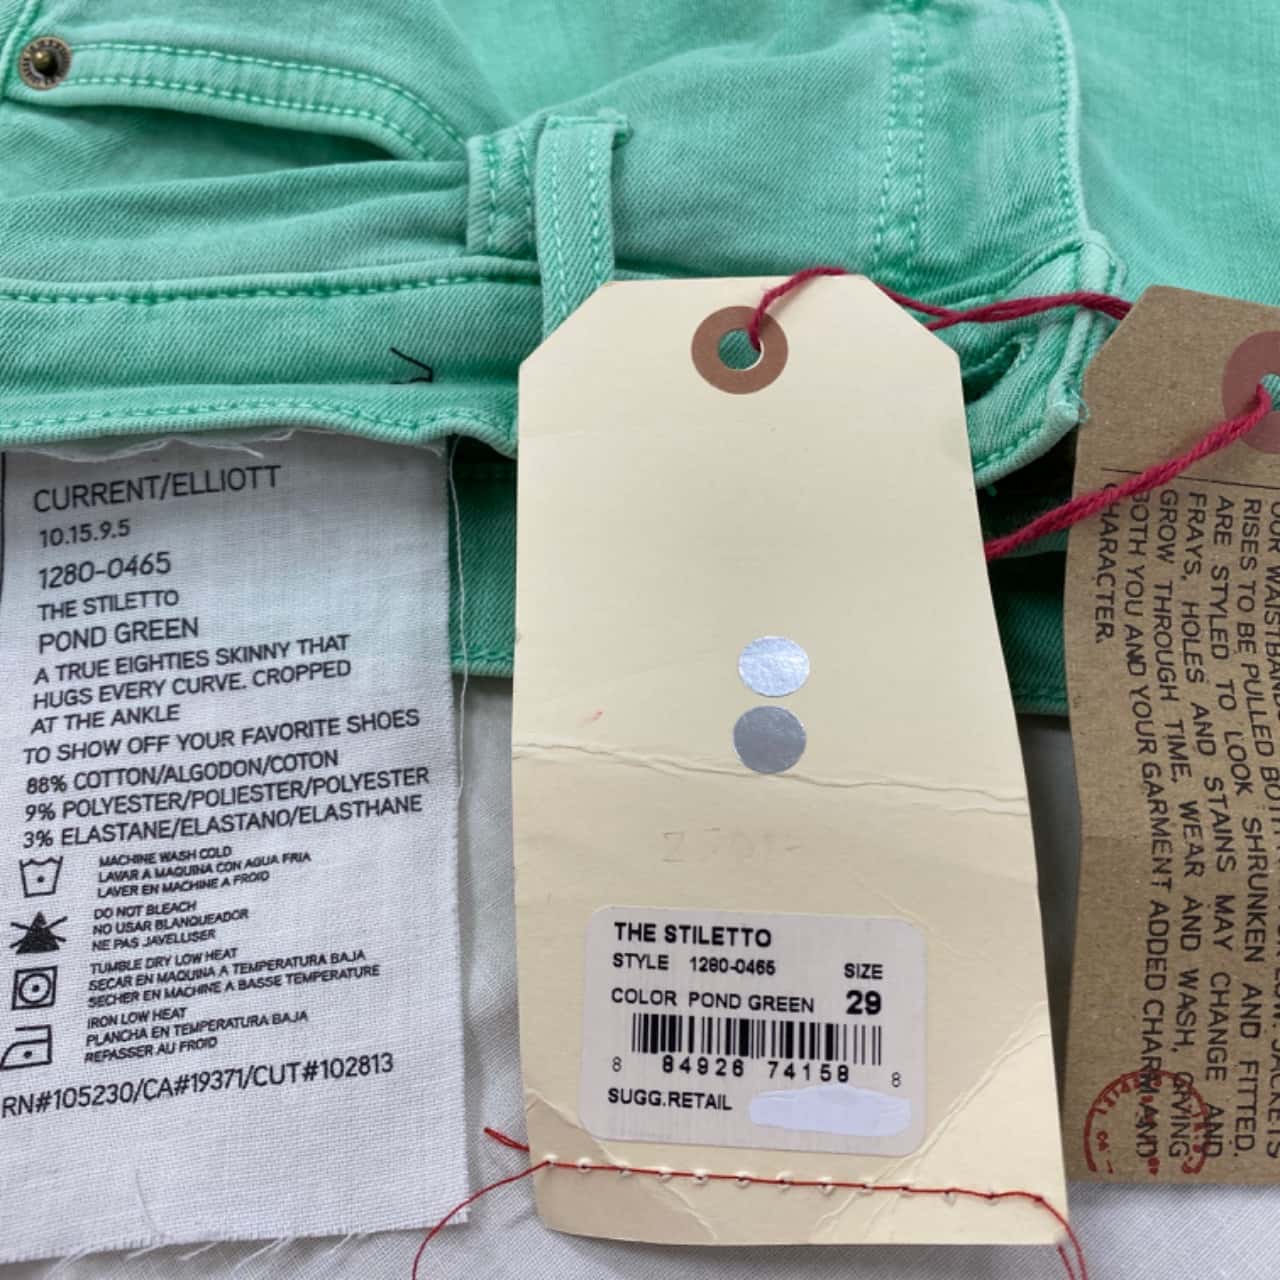 CURRENT/ELLIOTT
10.15.9.5
1280-0465
THE STILETTO
POND GREEN
A TRUE EIGHTIES SKINNY THAT
HUGS EVERY CURVE. CROPPED
AT THE ANKLE
TO SHOW OFF YOUR FAVORITE SHOES
88% COTTON/ALGODON/COTON
9% POLYESTER/POLIESTER/POLYESTER
3% ELASTANE/ELASTANO/ELASTHANE
MACHINE WASH COLD
LAVAR A MAQUINA CON AGUA FRIA
LAVER EN MACHINE A FROID
DO NOT BLEACH
NO USAR BLANQUEADOR
NE PAS JAVELLISER
TUMBLE DRY LOW HEAT
SECAR EN MAQUINA A TEMPERATURA BAJA
SECHER EN MACHINE A BASSE TEMPERATURE
IRON LOW HEAT
PLANCHA EN TEMPERATURA BAJA
REPASSER AU FROID
RN#105230/CA#19371/CUT#102813
THE STILETTO
STYLE 1280-0465 SIZE
COLOR POND GREEN 29
8 84926 74158 8
SUGG.RETAIL
OUR WAISTBAND
RISES TO BE PULLED
ARE STYLED TO LOOK SHRUNKEN AND FITTED.
FRAYS, HOLES AND STAINS MAY CHANGE AND
GROW THROUGH TIME, WEAR AND WASH, GIVING
BOTH YOU AND YOUR GARMENT ADDED CHARM AND
CHARACTER.